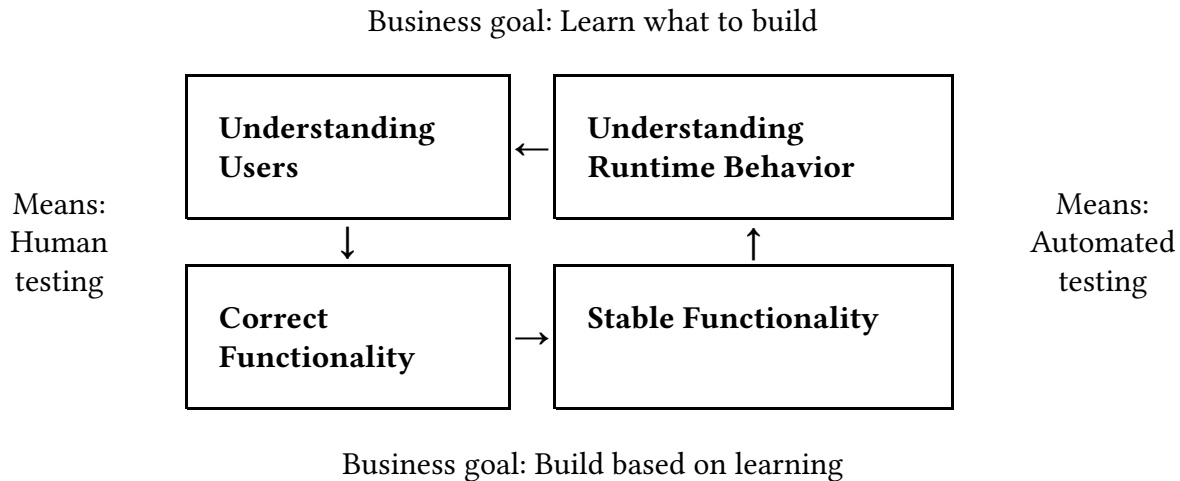 Business goal: Learn what to build
Understanding
Users
←
Understanding
Runtime Behavior
Means:
Human
testing
↓
↑
Means:
Automated
testing
Correct
Functionality
→
Stable Functionality
Business goal: Build based on learning